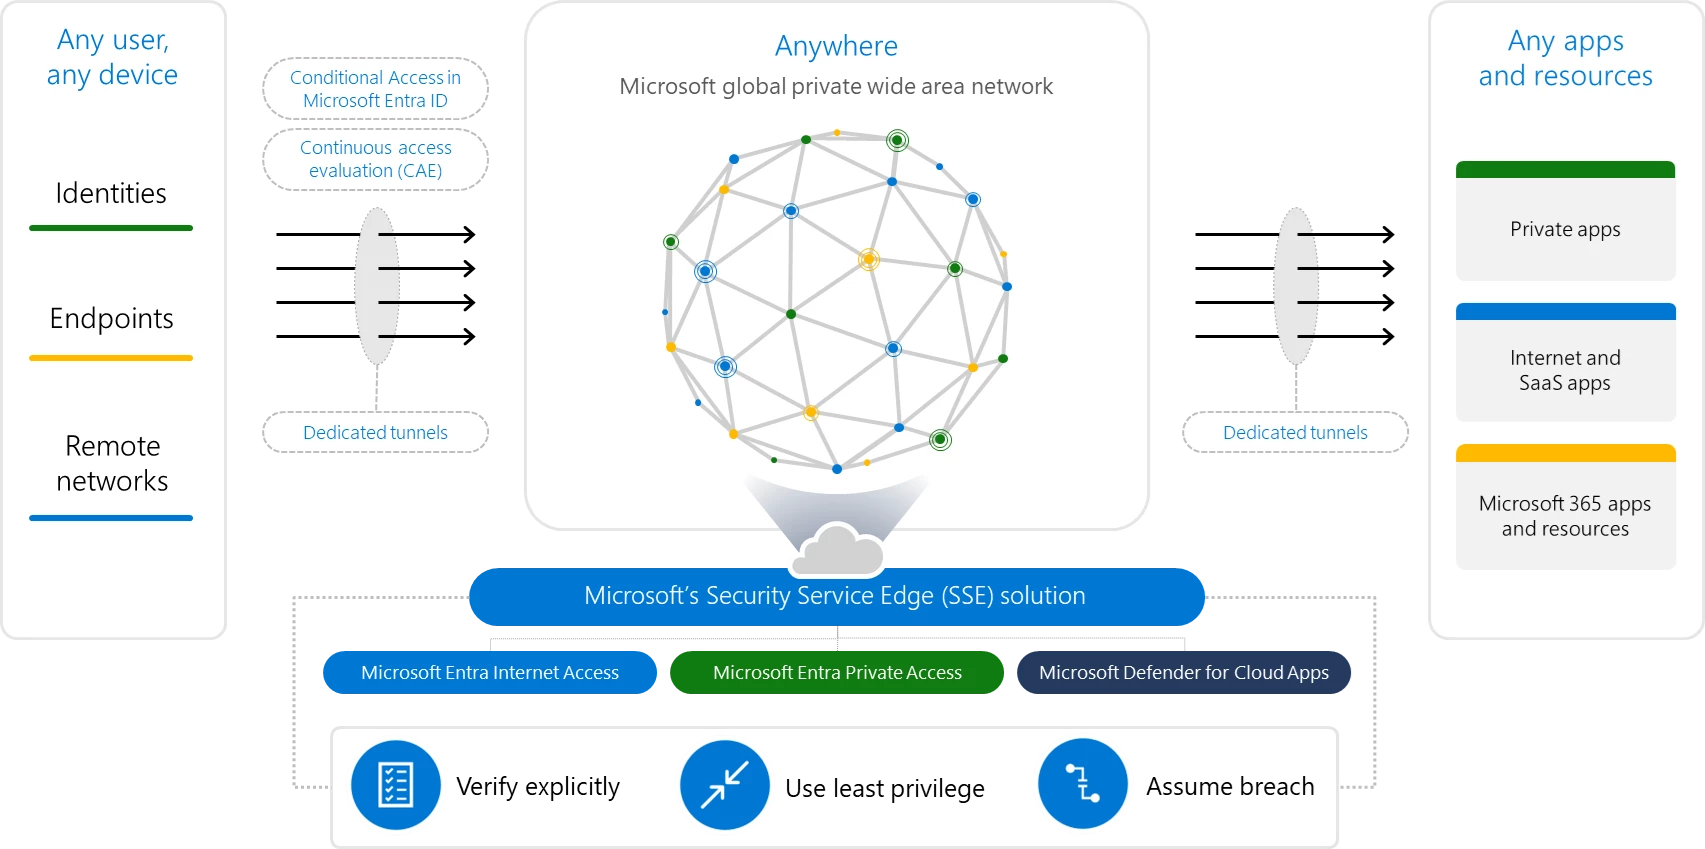 Any user,
any device
Identities
Endpoints
Remote
networks
Conditional Access in
Microsoft Entra ID
Continuous access
evaluation (CAE)
Dedicated tunnels
Anywhere
Microsoft global private wide area network
Dedicated tunnels
Any apps
and resources
Private apps
Internet and
SaaS apps
Microsoft 365 apps
and resources
Microsoft’s Security Service Edge (SSE) solution
Microsoft Entra Internet Access
Microsoft Entra Private Access
Microsoft Defender for Cloud Apps
Verify explicitly
Use least privilege
Assume breach